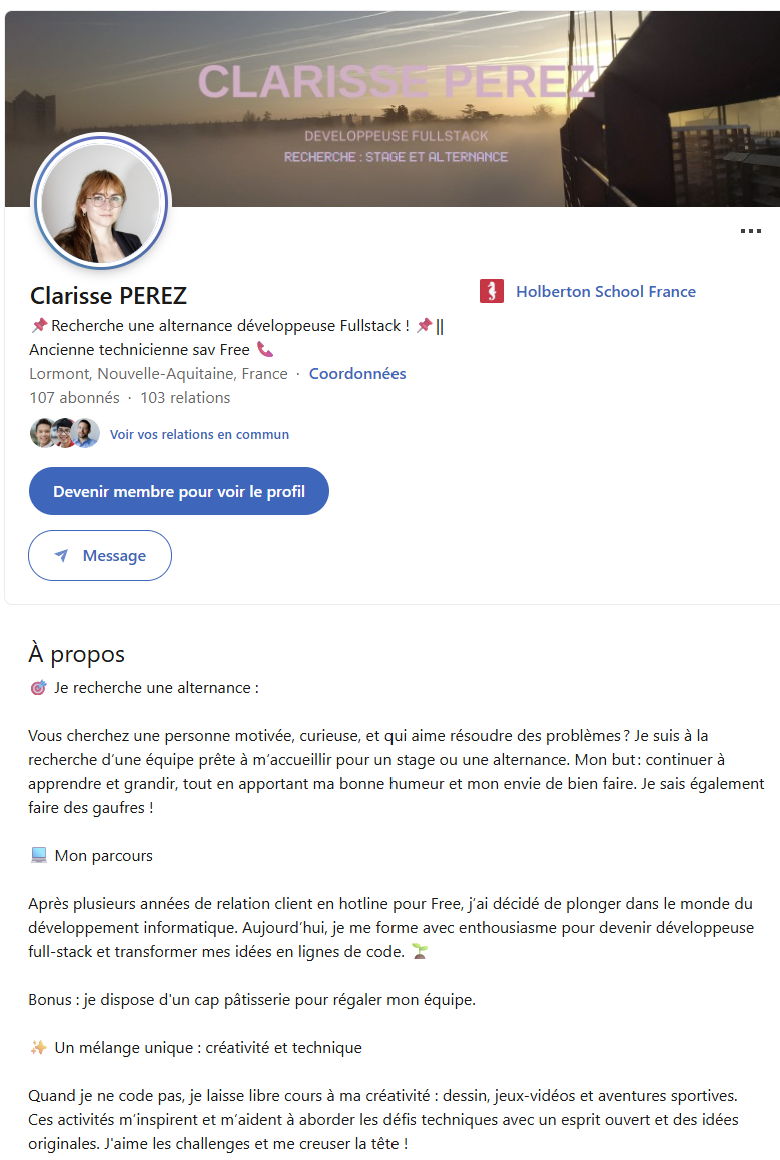 CLARISSE PEREZ
DEVELOPPEUSE FULLSTACK
RECHERCHE : STAGE ET ALTERNANCE
Clarisse PEREZ
Holberton School France
📌Recherche une alternance développeuse Fullstack ! 📌||
Ancienne technicienne sav Free 📞
Lormont, Nouvelle-Aquitaine, France · Coordonnées
107 abonnés · 103 relations
Voir vos relations en commun
Devenir membre pour voir le profil
Message
À propos
🎯 Je recherche une alternance :
Vous cherchez une personne motivée, curieuse, et qui aime résoudre des problèmes ? Je suis à la
recherche d’une équipe prête à m’accueillir pour un stage ou une alternance. Mon but : continuer à
apprendre et grandir, tout en apportant ma bonne humeur et mon envie de bien faire. Je sais également
faire des gaufres !
💻 Mon parcours
Après plusieurs années de relation client en hotline pour Free, j’ai décidé de plonger dans le monde du
développement informatique. Aujourd’hui, je me forme avec enthousiasme pour devenir développeuse
full-stack et transformer mes idées en lignes de code. 🌱
Bonus : je dispose d'un cap pâtisserie pour régaler mon équipe.
✨ Un mélange unique : créativité et technique
Quand je ne code pas, je laisse libre cours à ma créativité : dessin, jeux-vidéos et aventures sportives.
Ces activités m’inspirent et m’aident à aborder les défis techniques avec un esprit ouvert et des idées
originales. J'aime les challenges et me creuser la tête !